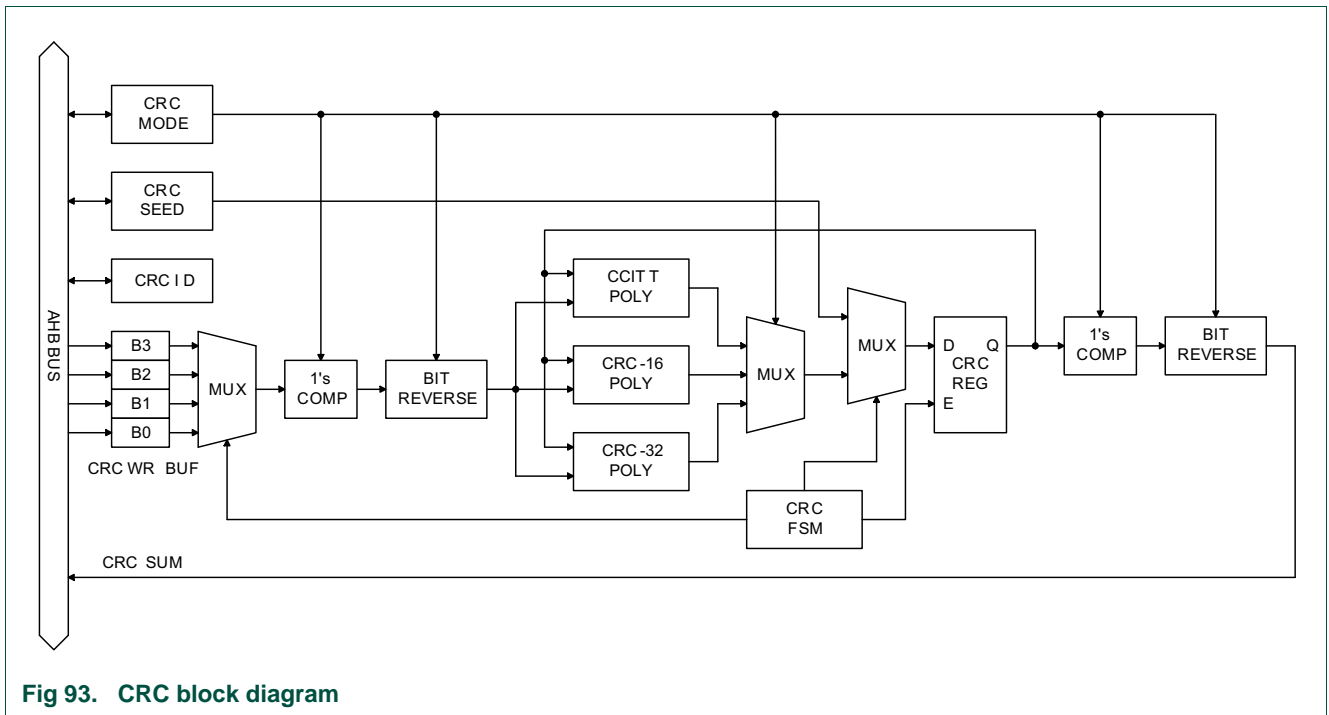 CRC
MODE
CRC
SEED
CRC ID
AHB BUS
B3
B2
B1
B0
CRC WR BUF
MUX
1's
COMP
BIT
REVERSE
CCITT
POLY
CRC-16
POLY
CRC-32
POLY
MUX
MUX
CRC
FSM
D Q
CRC
REG
E
1's
COMP
BIT
REVERSE
CRC SUM
Fig 93. CRC block diagram